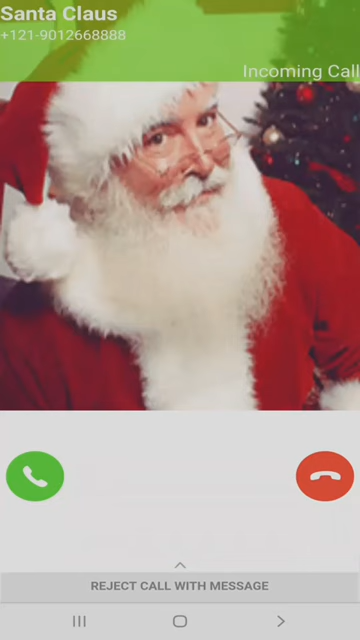 Santa Claus
+121-9012668888
Incoming Call
REJECT CALL WITH MESSAGE